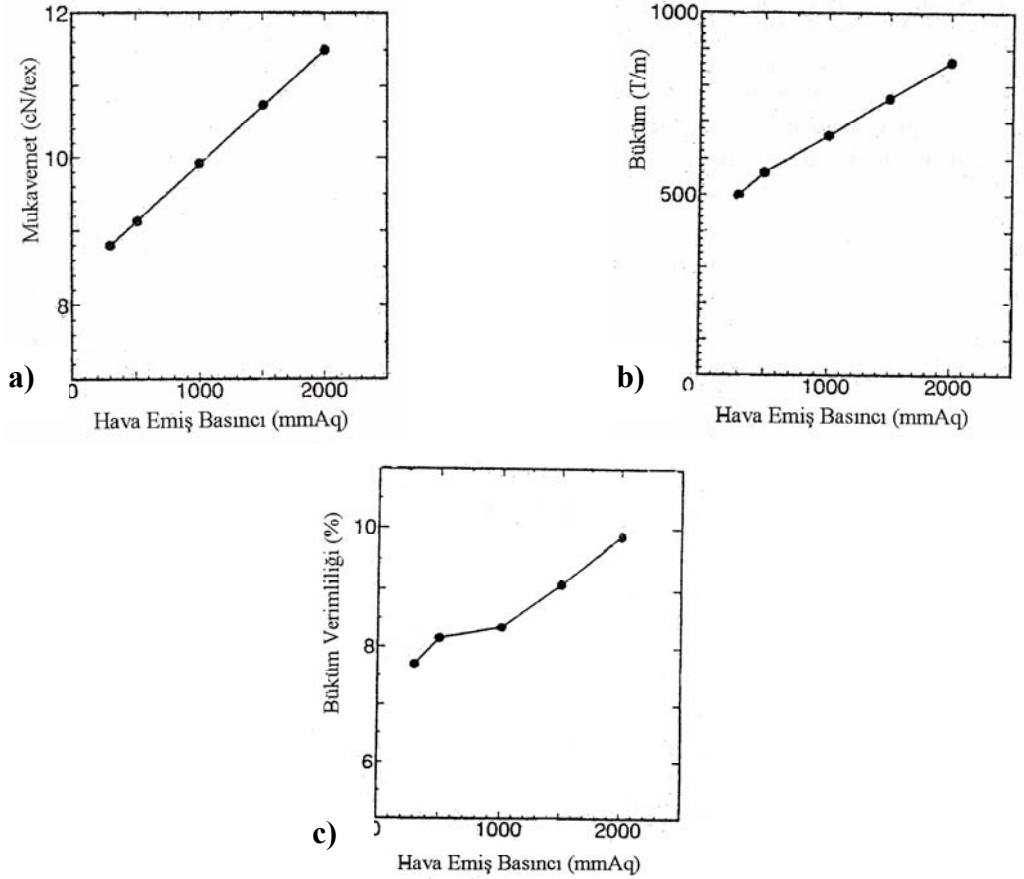 Mukavemet (cN/tex)
12
10
8
0
1000
2000
a)
Hava Emiş Basıncı (mmAq)
Büküm (T/m)
1000
500
0
1000
2000
b)
Hava Emiş Basıncı (mmAq)
Büküm Verimliliği (%)
10
8
6
0
1000
2000
c)
Hava Emiş Basıncı (mmAq)